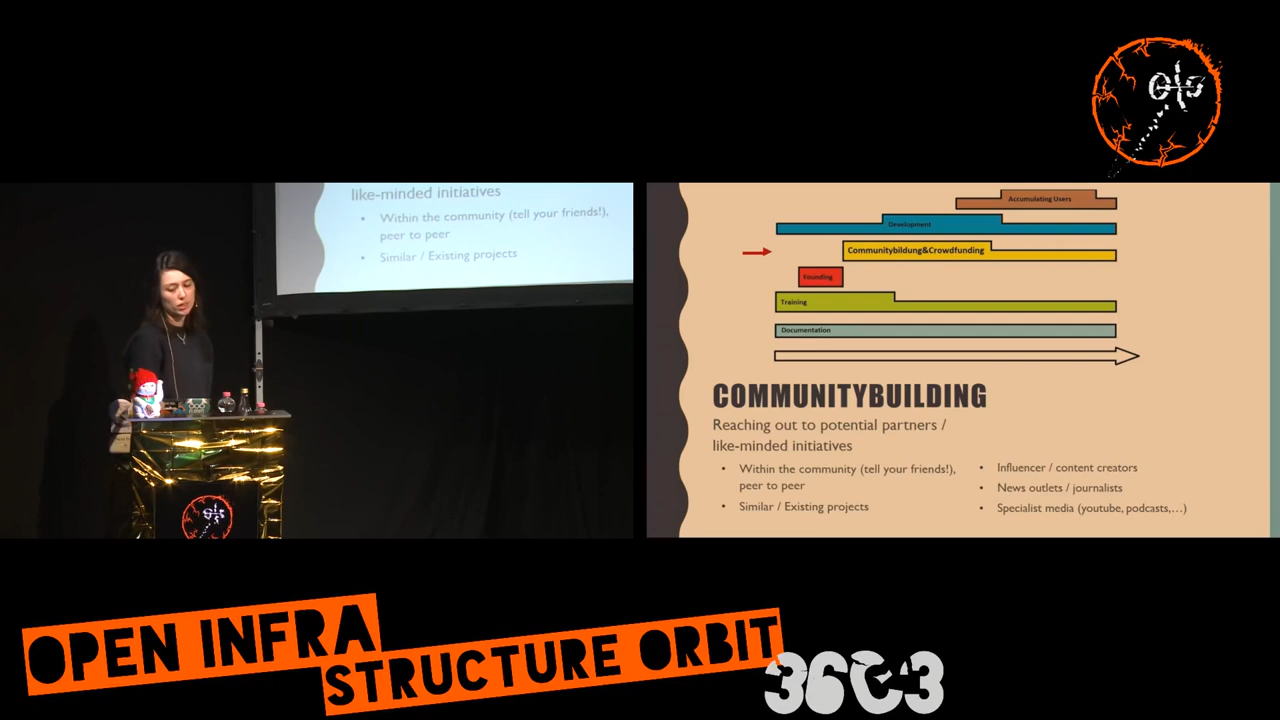 like-minded initiatives
• Within the community (tell your friends!),
peer to peer
• Similar / Existing projects
Accumulating Users
Development
Communitybildung&Crowdfunding
Founding
Training
Documentation
COMMUNITYBUILDING
Reaching out to potential partners /
like-minded initiatives
• Within the community (tell your friends!),
peer to peer
• Similar / Existing projects
• Influencer / content creators
• News outlets / journalists
• Specialist media (youtube, podcasts,...)
OPEN INFRA
STRUCTURE ORBIT
36C3